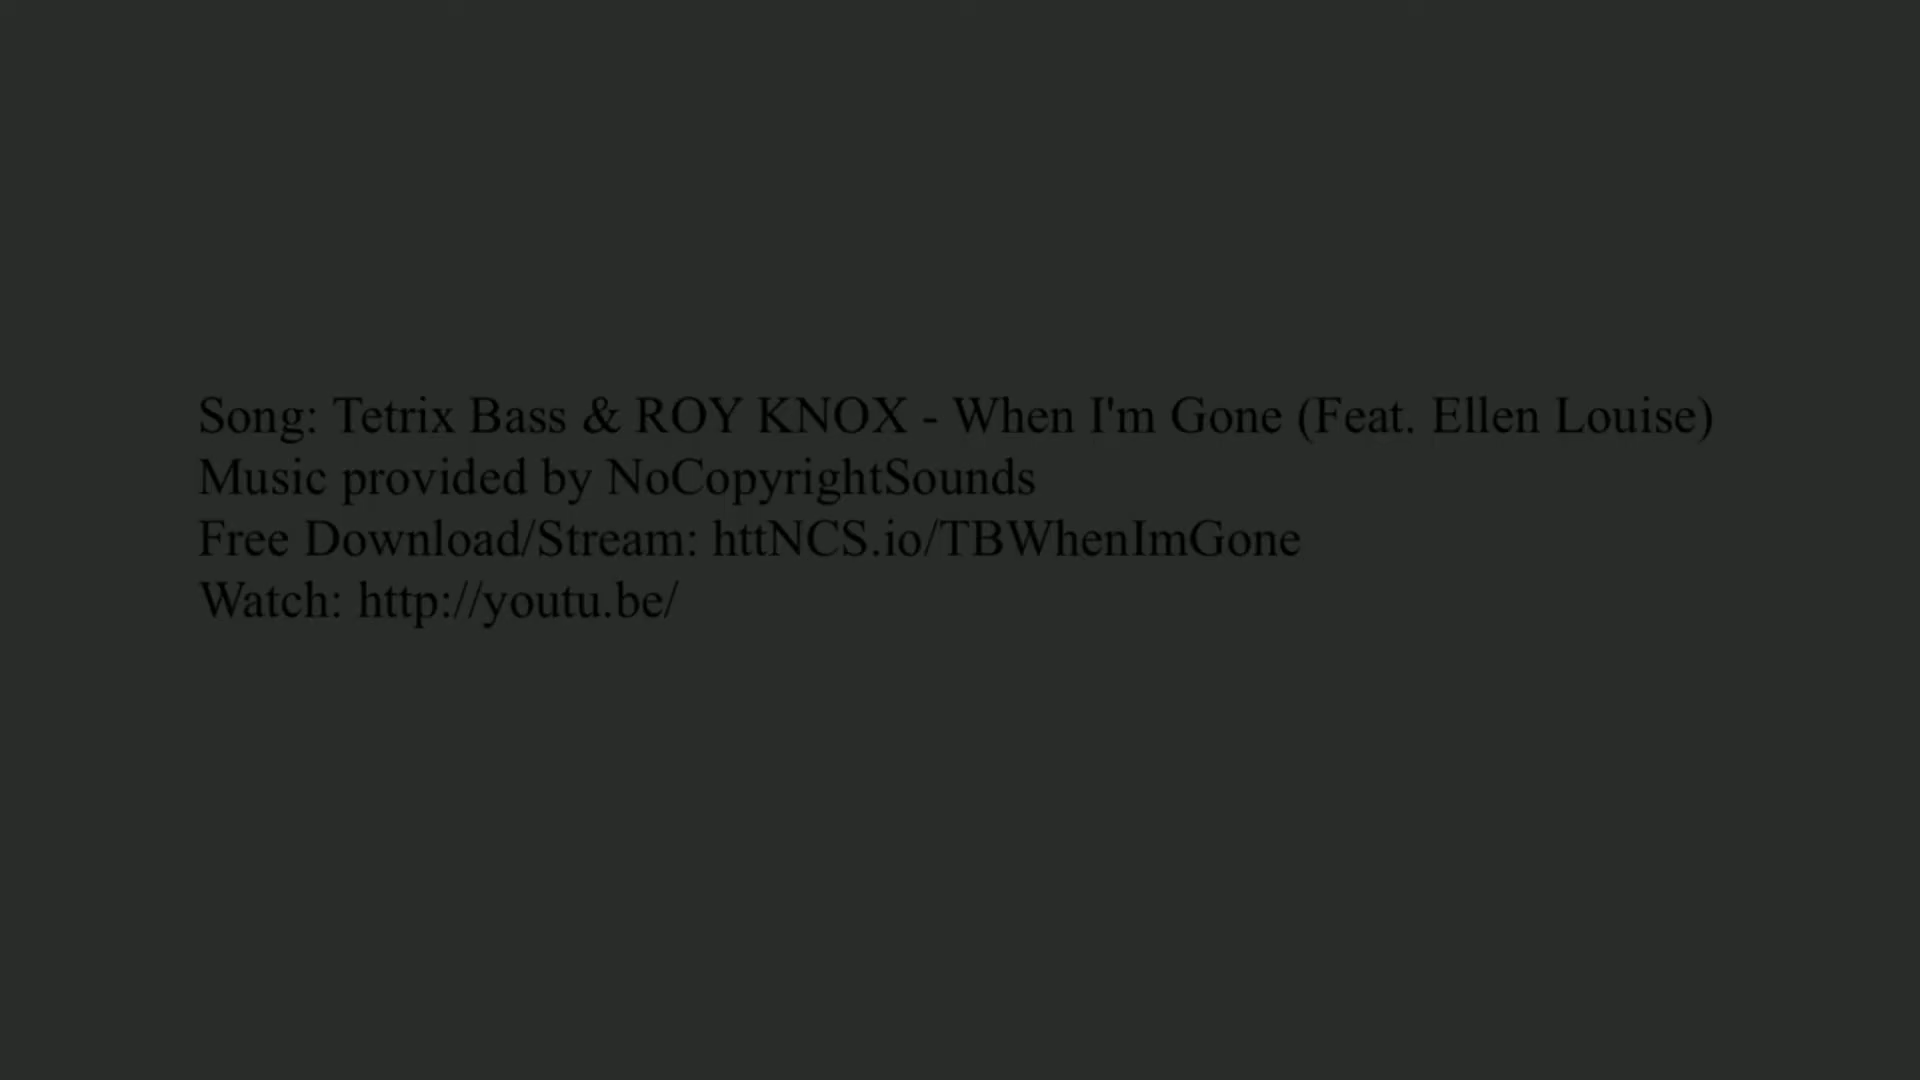 Song: Tetrix Bass & ROY KNOX - When I'm Gone (Feat. Ellen Louise)
Music provided by NoCopyrightSounds
Free Download/Stream: httNCS.io/TBWhenImGone
Watch: http://youtu.be/